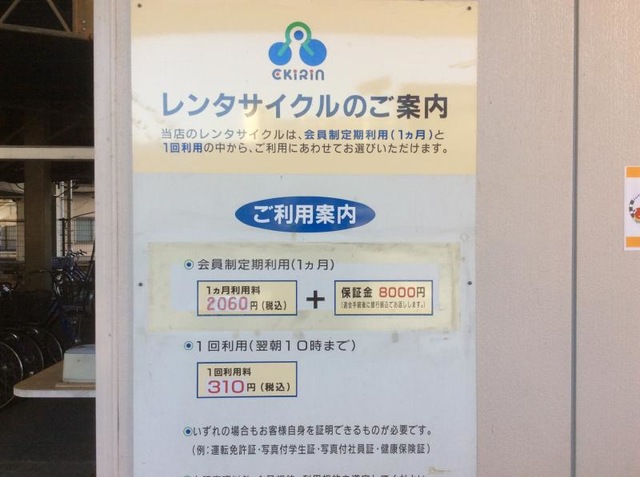 EKIRIN
レンタサイクルのご案内
当店のレンタサイクルは、会員制定期利用(1ヵ月)と
1回利用の中から、ご利用にあわせてお選びいただけます。
ご利用案内
会員制定期利用(1ヵ月)
1ヵ月利用料
2060円(税込)
+
保証金 8000円
1回利用(翌朝10時まで)
1回利用料
310円(税込)
いずれの場合もお客様自身を証明できるものが必要です。
(例:運転免許証・写真付学生証・写真付社員証・健康保険証)